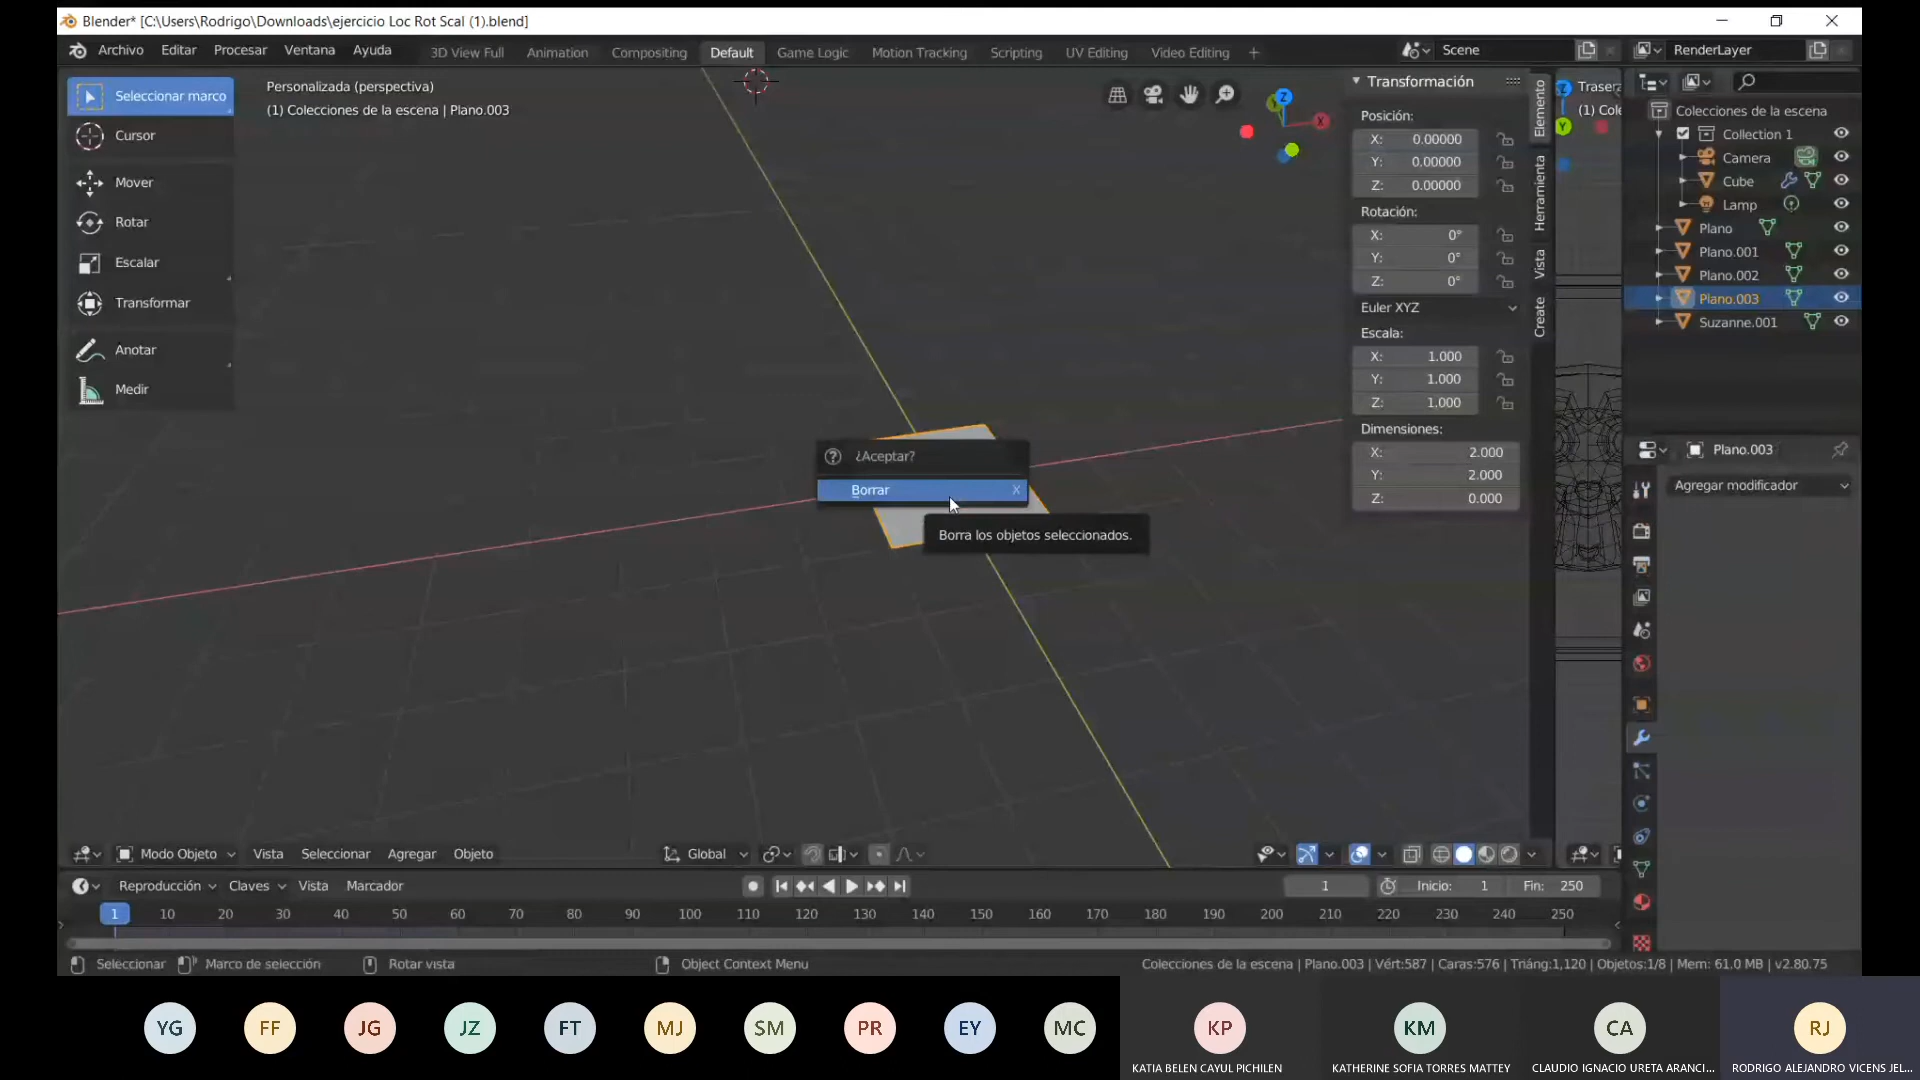 Blender* [C:\Users\Rodrigo\Downloads\ejercicio Loc Rot Scal (1).blend]
Archivo Editar Procesar Ventana Ayuda 3D View Full Animation Compositing Default Game Logic Motion Tracking Scripting UV Editing Video Editing + Scene RenderLayer
Seleccionar marco
Cursor
Mover
Rotar
Escalar
Transformar
Anotar
Medir
Personalizada (perspectiva)
(1) Colecciones de la escena | Plano.003
Z
X
Y
¿Aceptar?
Borrar X
Borra los objetos seleccionados.
Transformación
Posición:
X: 0.00000
Y: 0.00000
Z: 0.00000
Rotación:
X: 0°
Y: 0°
Z: 0°
Euler XYZ
Escala:
X: 1.000
Y: 1.000
Z: 1.000
Dimensiones:
X: 2.000
Y: 2.000
Z: 0.000
Elemento
Herramienta
Vista
Create
Trasera
(1) Cole
Colecciones de la escena
Collection 1
Camera
Cube
Lamp
Plano
Plano.001
Plano.002
Plano.003
Suzanne.001
Plano.003
Agregar modificador
Modo Objeto Vista Seleccionar Agregar Objeto Global
Reproducción Claves Vista Marcador 1 Inicio: 1 Fin: 250
1 10 20 30 40 50 60 70 80 90 100 110 120 130 140 150 160 170 180 190 200 210 220 230 240 250
Seleccionar Marco de selección Rotar vista Object Context Menu Colecciones de la escena | Plano.003 | Vért:587 | Caras:576 | Triáng:1,120 | Objetos:1/8 | Mem: 61.0 MB | v2.80.75
YG FF JG JZ FT MJ SM PR EY MC KP KM CA RJ
KATIA BELEN CAYUL PICHILEN KATHERINE SOFIA TORRES MATTEY CLAUDIO IGNACIO URETA ARANCI... RODRIGO ALEJANDRO VICENS JEL...